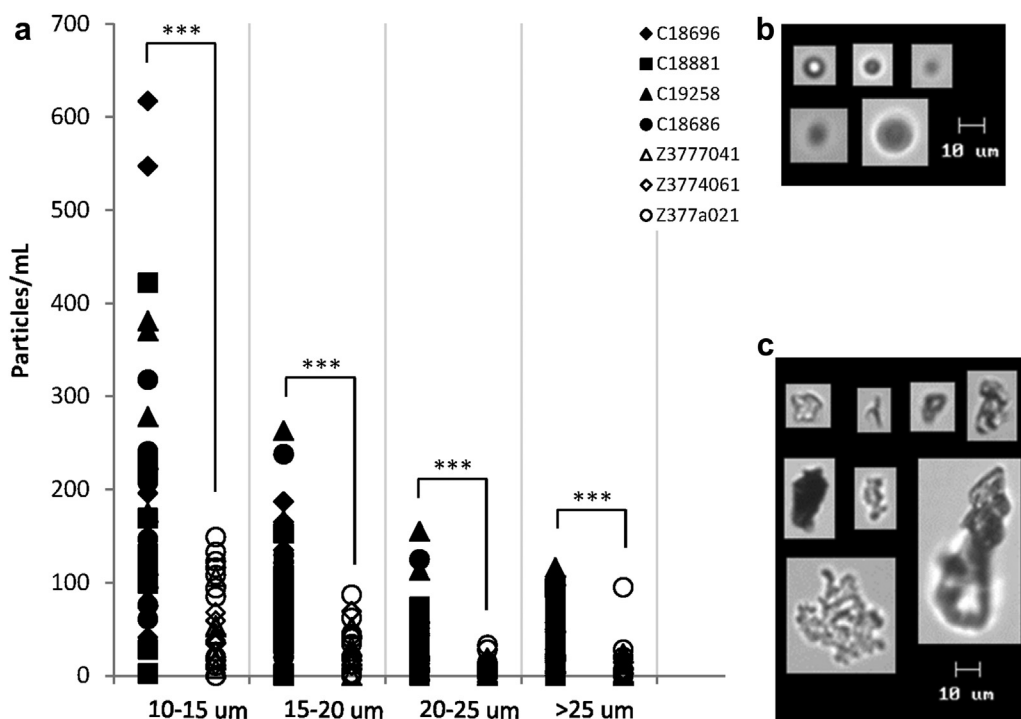 a
Particles/mL
700
600
500
400
300
200
100
0
***
***
***
***
C18696
C18881
C19258
C18686
Z3777041
Z3774061
Z377a021
10-15 um
15-20 um
20-25 um
>25 um
b
10 um
c
10 um